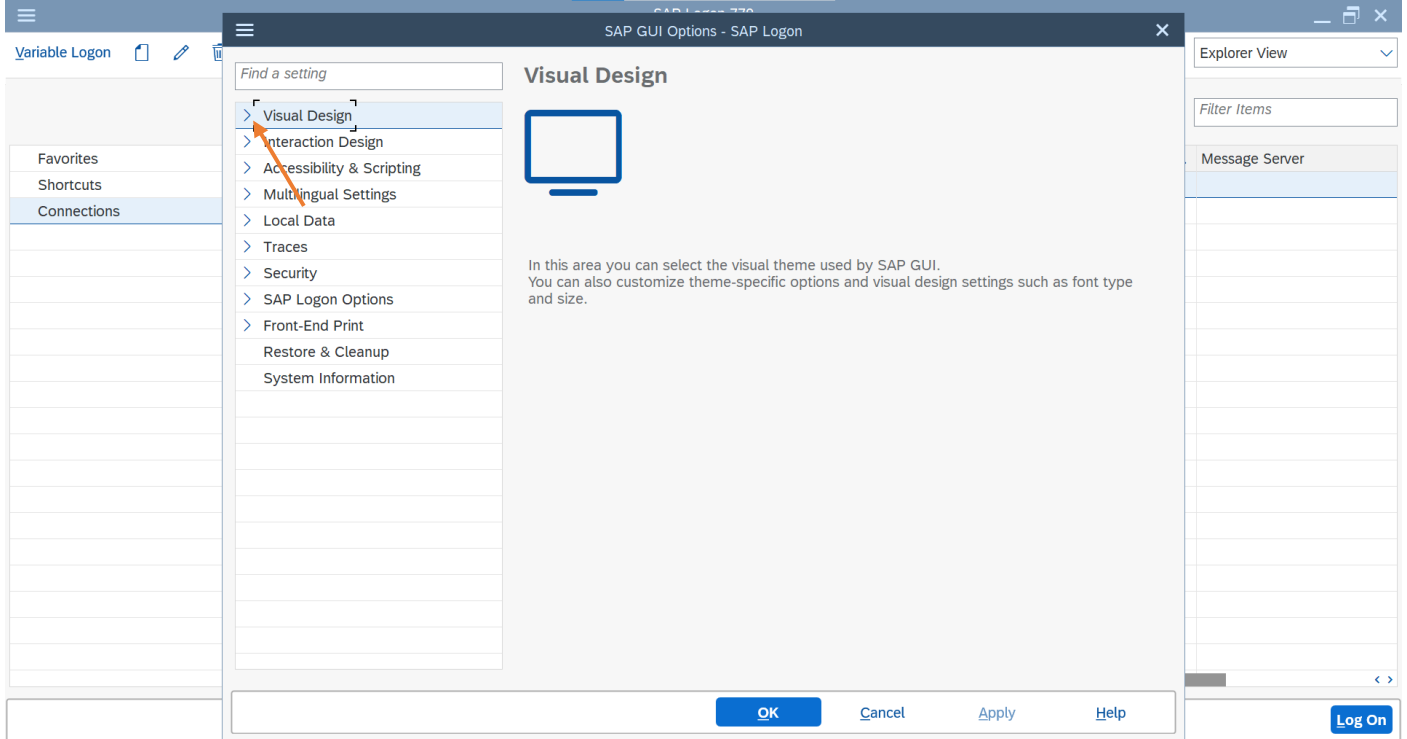 SAP Logon 770
SAP GUI Options - SAP Logon
Variable Logon
Explorer View
Find a setting
Visual Design
Filter Items
Visual Design
Interaction Design
Accessibility & Scripting
Multilingual Settings
Local Data
Traces
Security
SAP Logon Options
Front-End Print
Restore & Cleanup
System Information
Favorites
Shortcuts
Connections
Message Server
In this area you can select the visual theme used by SAP GUI.
You can also customize theme-specific options and visual design settings such as font type
and size.
OK
Cancel
Apply
Help
Log On